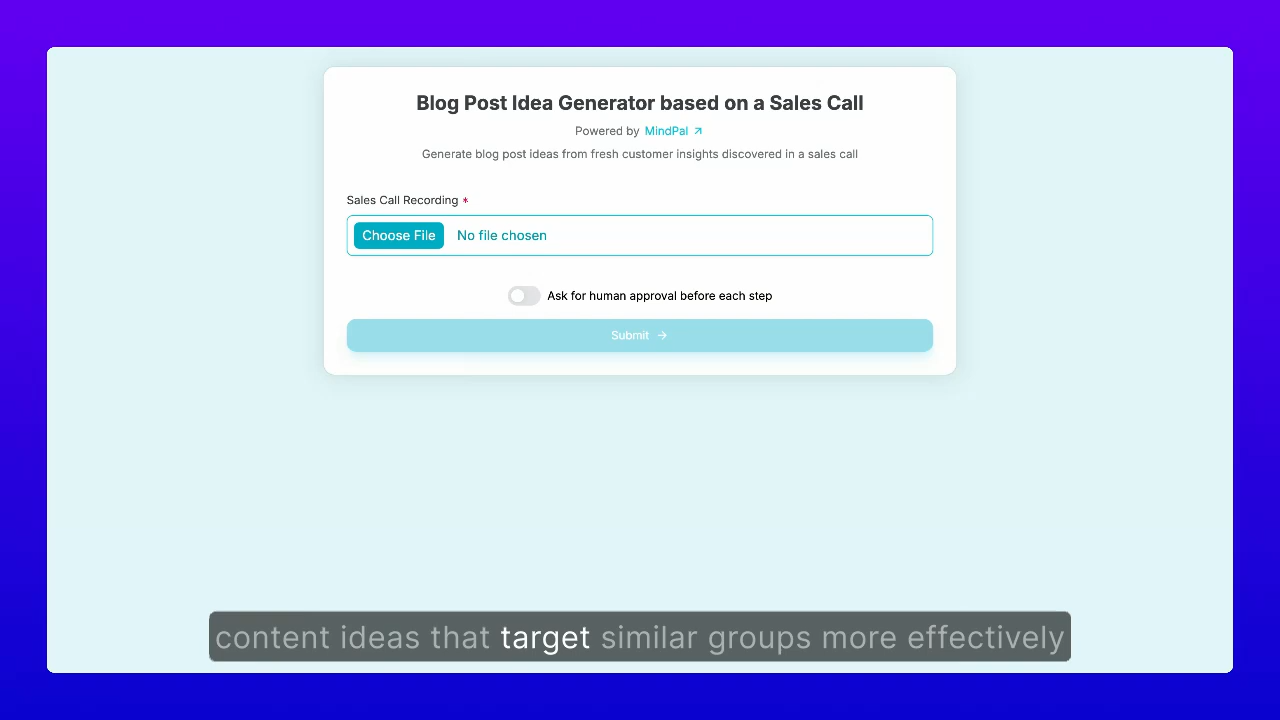 Blog Post Idea Generator based on a Sales Call
Powered by MindPal ↗
Generate blog post ideas from fresh customer insights discovered in a sales call
Sales Call Recording *
Choose File No file chosen
Ask for human approval before each step
Submit →
content ideas that target similar groups more effectively